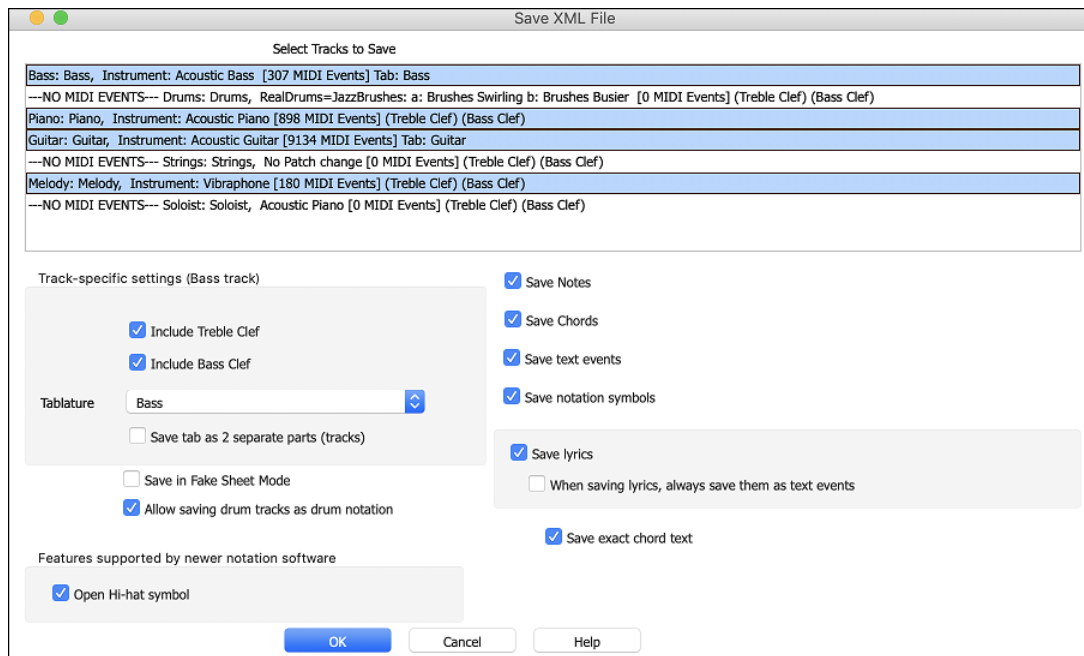 Save XML File
Select Tracks to Save
Bass: Bass,  Instrument: Acoustic Bass  [307 MIDI Events] Tab: Bass
---NO MIDI EVENTS--- Drums: Drums,  RealDrums=JazzBrushes: a: Brushes Swirling b: Brushes Busier  [0 MIDI Events] (Treble Clef) (Bass Clef)
Piano: Piano,  Instrument: Acoustic Piano [898 MIDI Events] (Treble Clef) (Bass Clef)
Guitar: Guitar,  Instrument: Acoustic Guitar [9134 MIDI Events] Tab: Guitar
---NO MIDI EVENTS--- Strings: Strings,  No Patch change [0 MIDI Events] (Treble Clef) (Bass Clef)
Melody: Melody,  Instrument: Vibraphone [180 MIDI Events] (Treble Clef) (Bass Clef)
---NO MIDI EVENTS--- Soloist: Soloist,  Acoustic Piano [0 MIDI Events] (Treble Clef) (Bass Clef)
Track-specific settings (Bass track)
Include Treble Clef
Include Bass Clef
Tablature Bass
Save tab as 2 separate parts (tracks)
Save in Fake Sheet Mode
Allow saving drum tracks as drum notation
Features supported by newer notation software
Open Hi-hat symbol
Save Notes
Save Chords
Save text events
Save notation symbols
Save lyrics
When saving lyrics, always save them as text events
Save exact chord text
OK Cancel Help